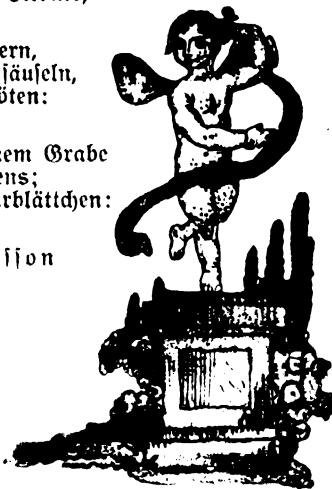 ern,
ſäuſeln,
öten:
em Grabe
ens;
rblättchen:
ſſon